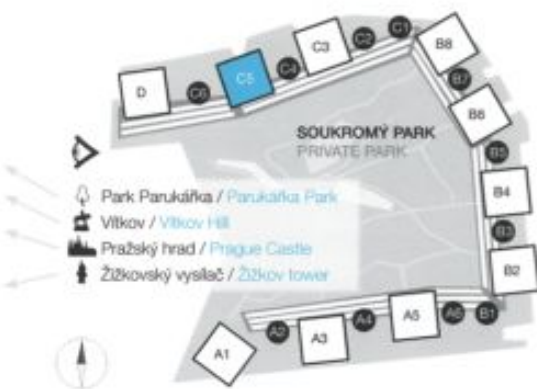 C1
C2
C3
B8
C4
C5
B7
D
C6
B6
SOUKROMÝ PARK
PRIVATE PARK
B5
Park Parukářka / Parukářka Park
B4
Vítkov / Vítkov Hill
B3
Pražský hrad / Prague Castle
Žižkovský vysílač / Žižkov tower
B2
A6
B1
A5
A4
A2
A3
A1